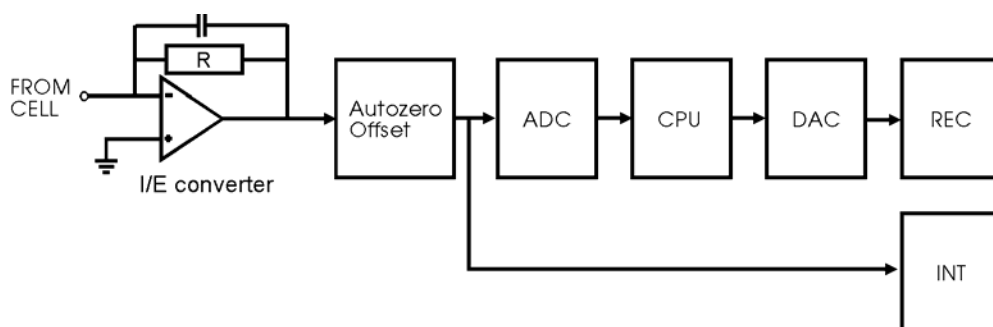 R
FROM
CELL
-
+
I/E converter
Autozero
Offset
ADC
CPU
DAC
REC
INT